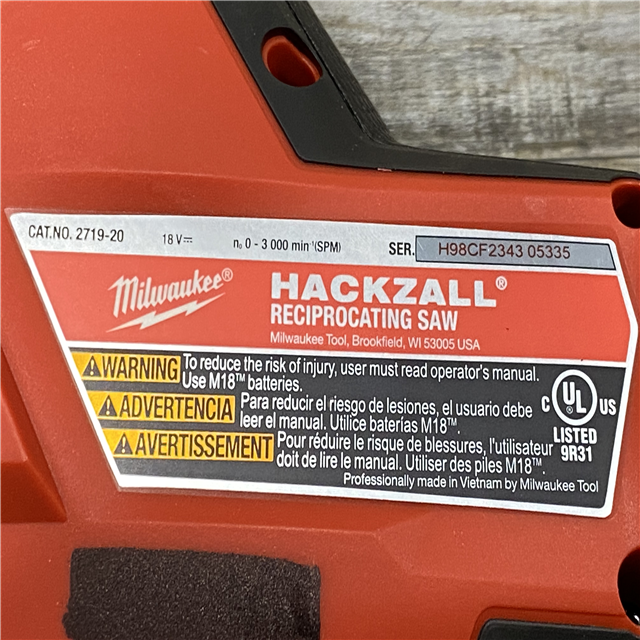 CAT.NO. 2719-20 18 V⎓ n₀ 0 - 3 000 min⁻¹(SPM) SER. H98CF2343 05335
Milwaukee® HACKZALL®
RECIPROCATING SAW
Milwaukee Tool, Brookfield, WI 53005 USA
⚠WARNING To reduce the risk of injury, user must read operator's manual.
Use M18™ batteries.
⚠ADVERTENCIA Para reducir el riesgo de lesiones, el usuario debe
leer el manual. Utilice baterías M18™.
⚠AVERTISSEMENT Pour réduire le risque de blessures, l'utilisateur
doit de lire le manual. Utiliser des piles M18™.
C UL® US
LISTED
9R31
Professionally made in Vietnam by Milwaukee Tool